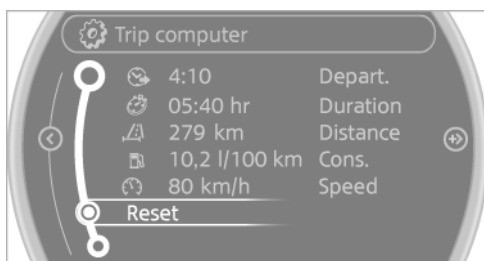 Trip computer
4:10 Depart.
05:40 hr Duration
279 km Distance
10,2 l/100 km Cons.
80 km/h Speed
Reset